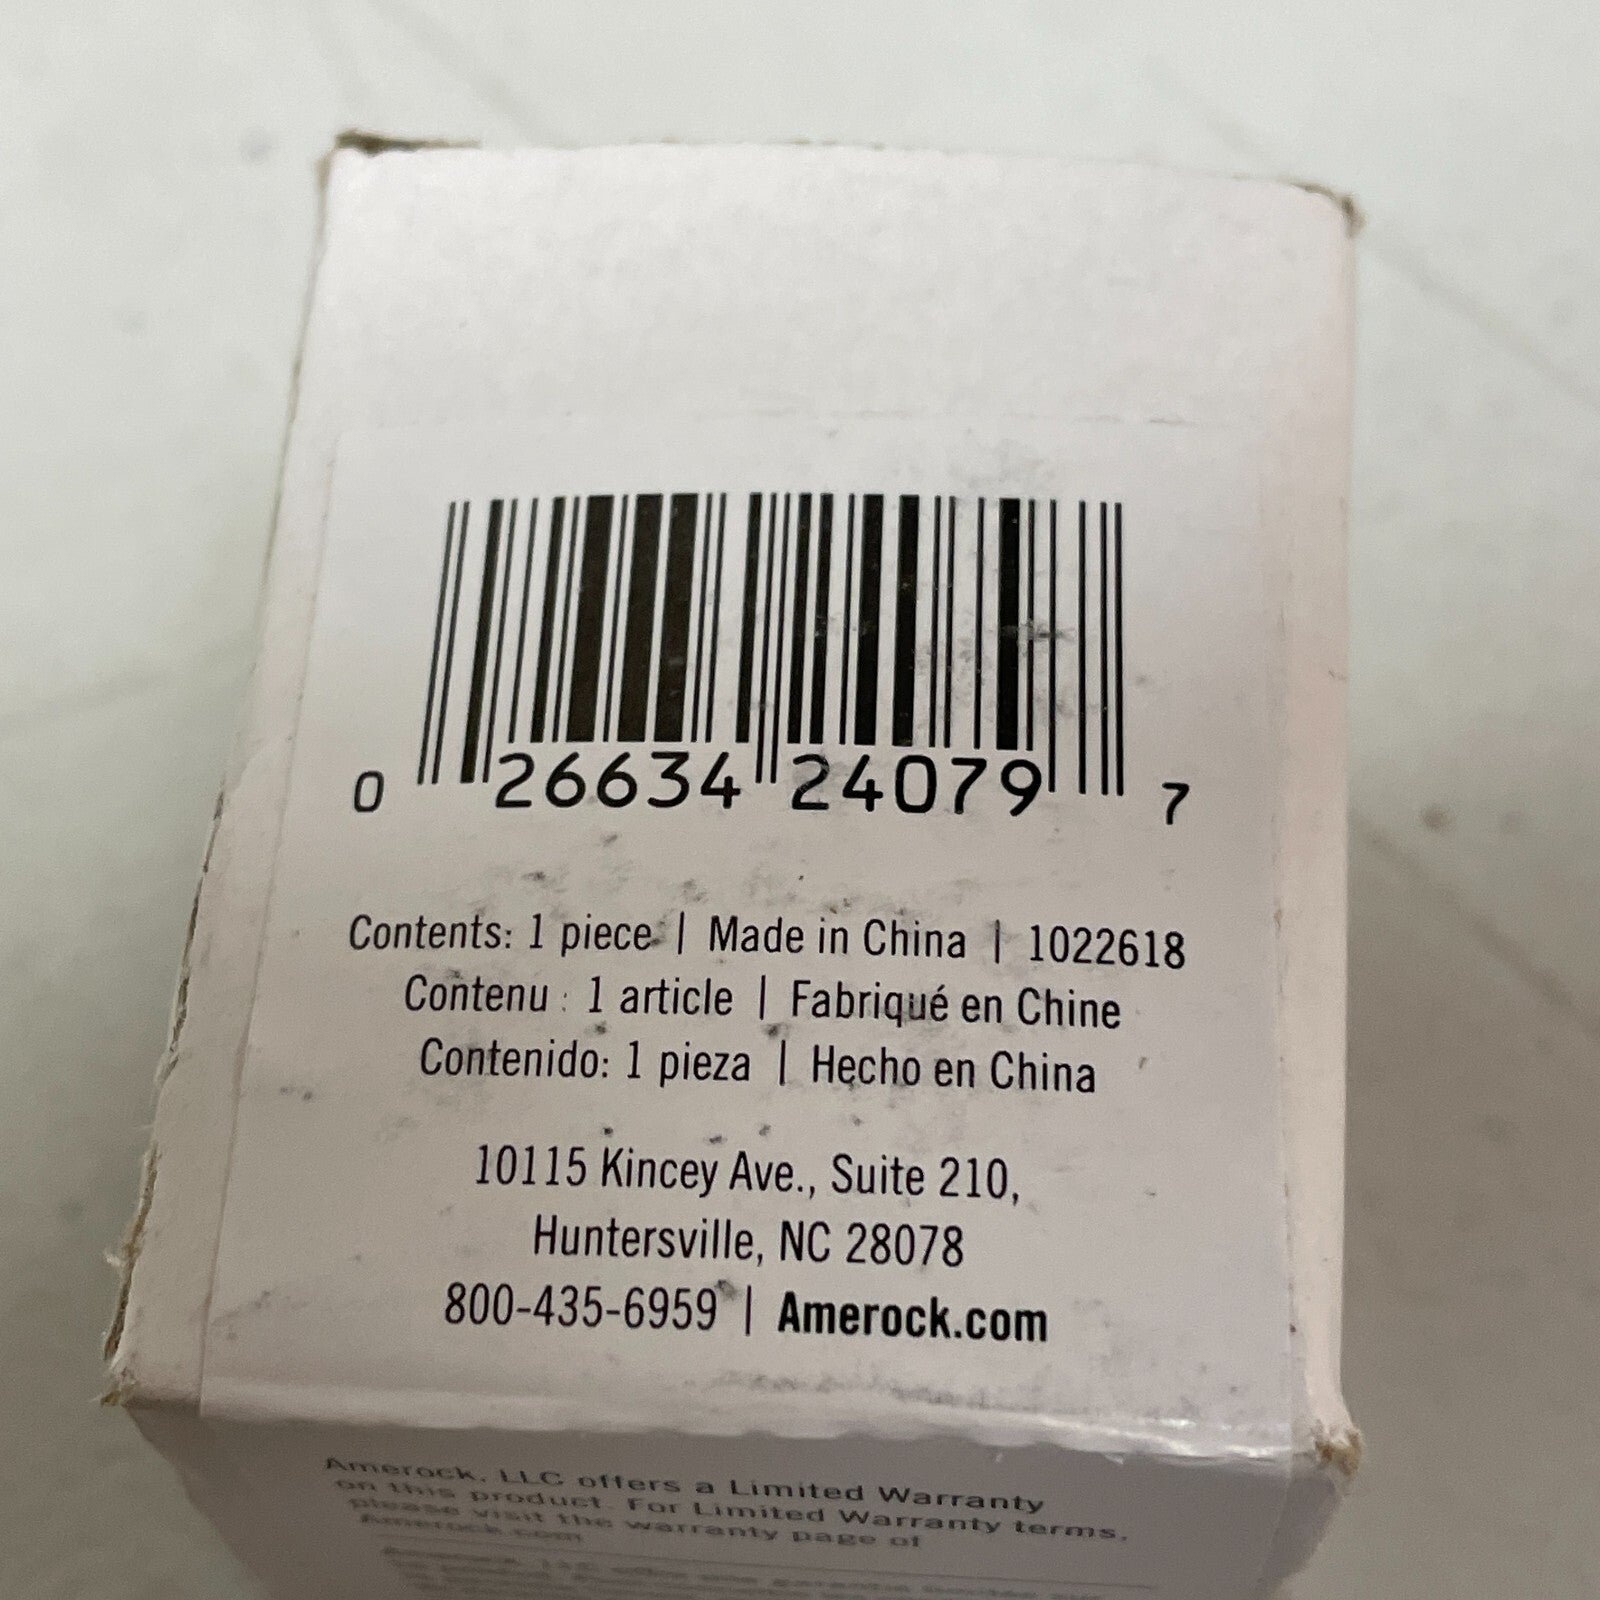 0 26634 24079 7
Contents: 1 piece | Made in China | 1022618
Contenu : 1 article | Fabriqué en Chine
Contenido: 1 pieza | Hecho en China
10115 Kincey Ave., Suite 210,
Huntersville, NC 28078
800-435-6959 | Amerock.com
Amerock, LLC offers a Limited Warranty
on this product. For Limited Warranty terms,
please visit the warranty page of
Amerock.com